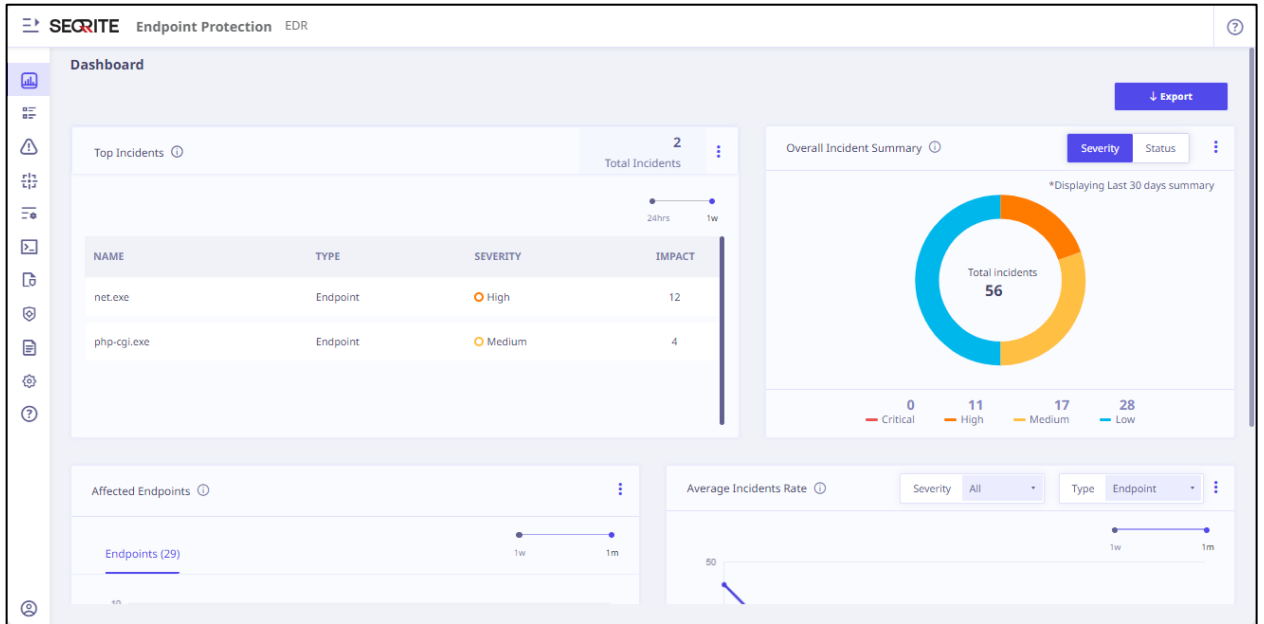 SEQRITE Endpoint Protection EDR
Dashboard
↓ Export
Top Incidents
2
Total Incidents
24hrs 1w
NAME TYPE SEVERITY IMPACT
net.exe Endpoint High 12
php-cgi.exe Endpoint Medium 4
Overall Incident Summary
Severity Status
*Displaying Last 30 days summary
Total incidents
56
0 11 17 28
Critical High Medium Low
Affected Endpoints
Endpoints (29)
1w 1m
10
Average Incidents Rate
Severity All Type Endpoint
1w 1m
50